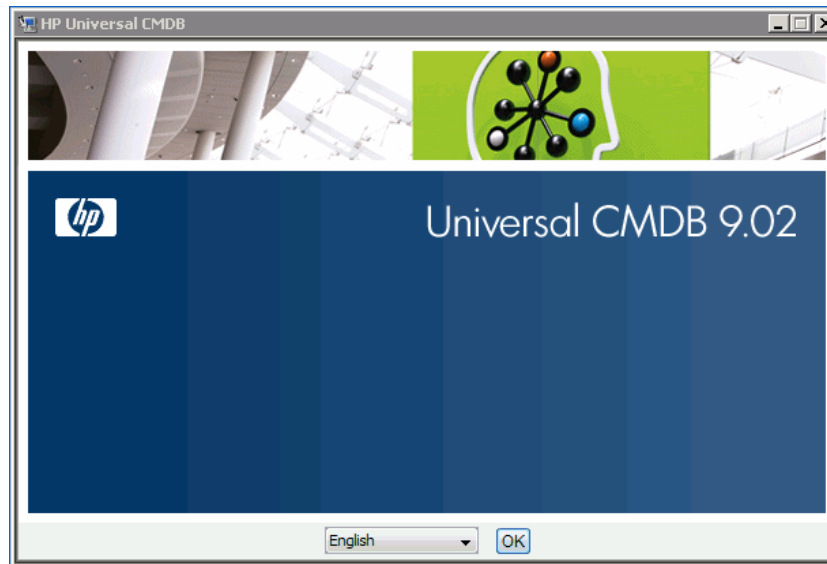 HP Universal CMDB
hp
Universal CMDB 9.02
English
OK